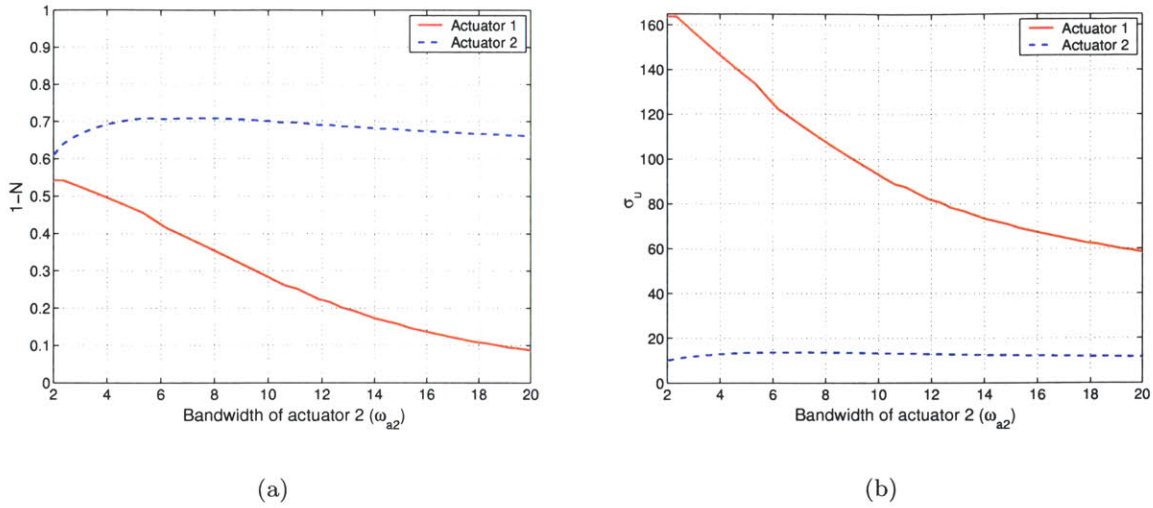 1
0.9
0.8
0.7
0.6
0.5
0.4
0.3
0.2
0.1
0
1−N
Actuator 1
Actuator 2
2 4 6 8 10 12 14 16 18 20
Bandwidth of actuator 2 (ω_a2)
(a)
160
140
120
100
80
60
40
20
0
σ_u
Actuator 1
Actuator 2
2 4 6 8 10 12 14 16 18 20
Bandwidth of actuator 2 (ω_a2)
(b)